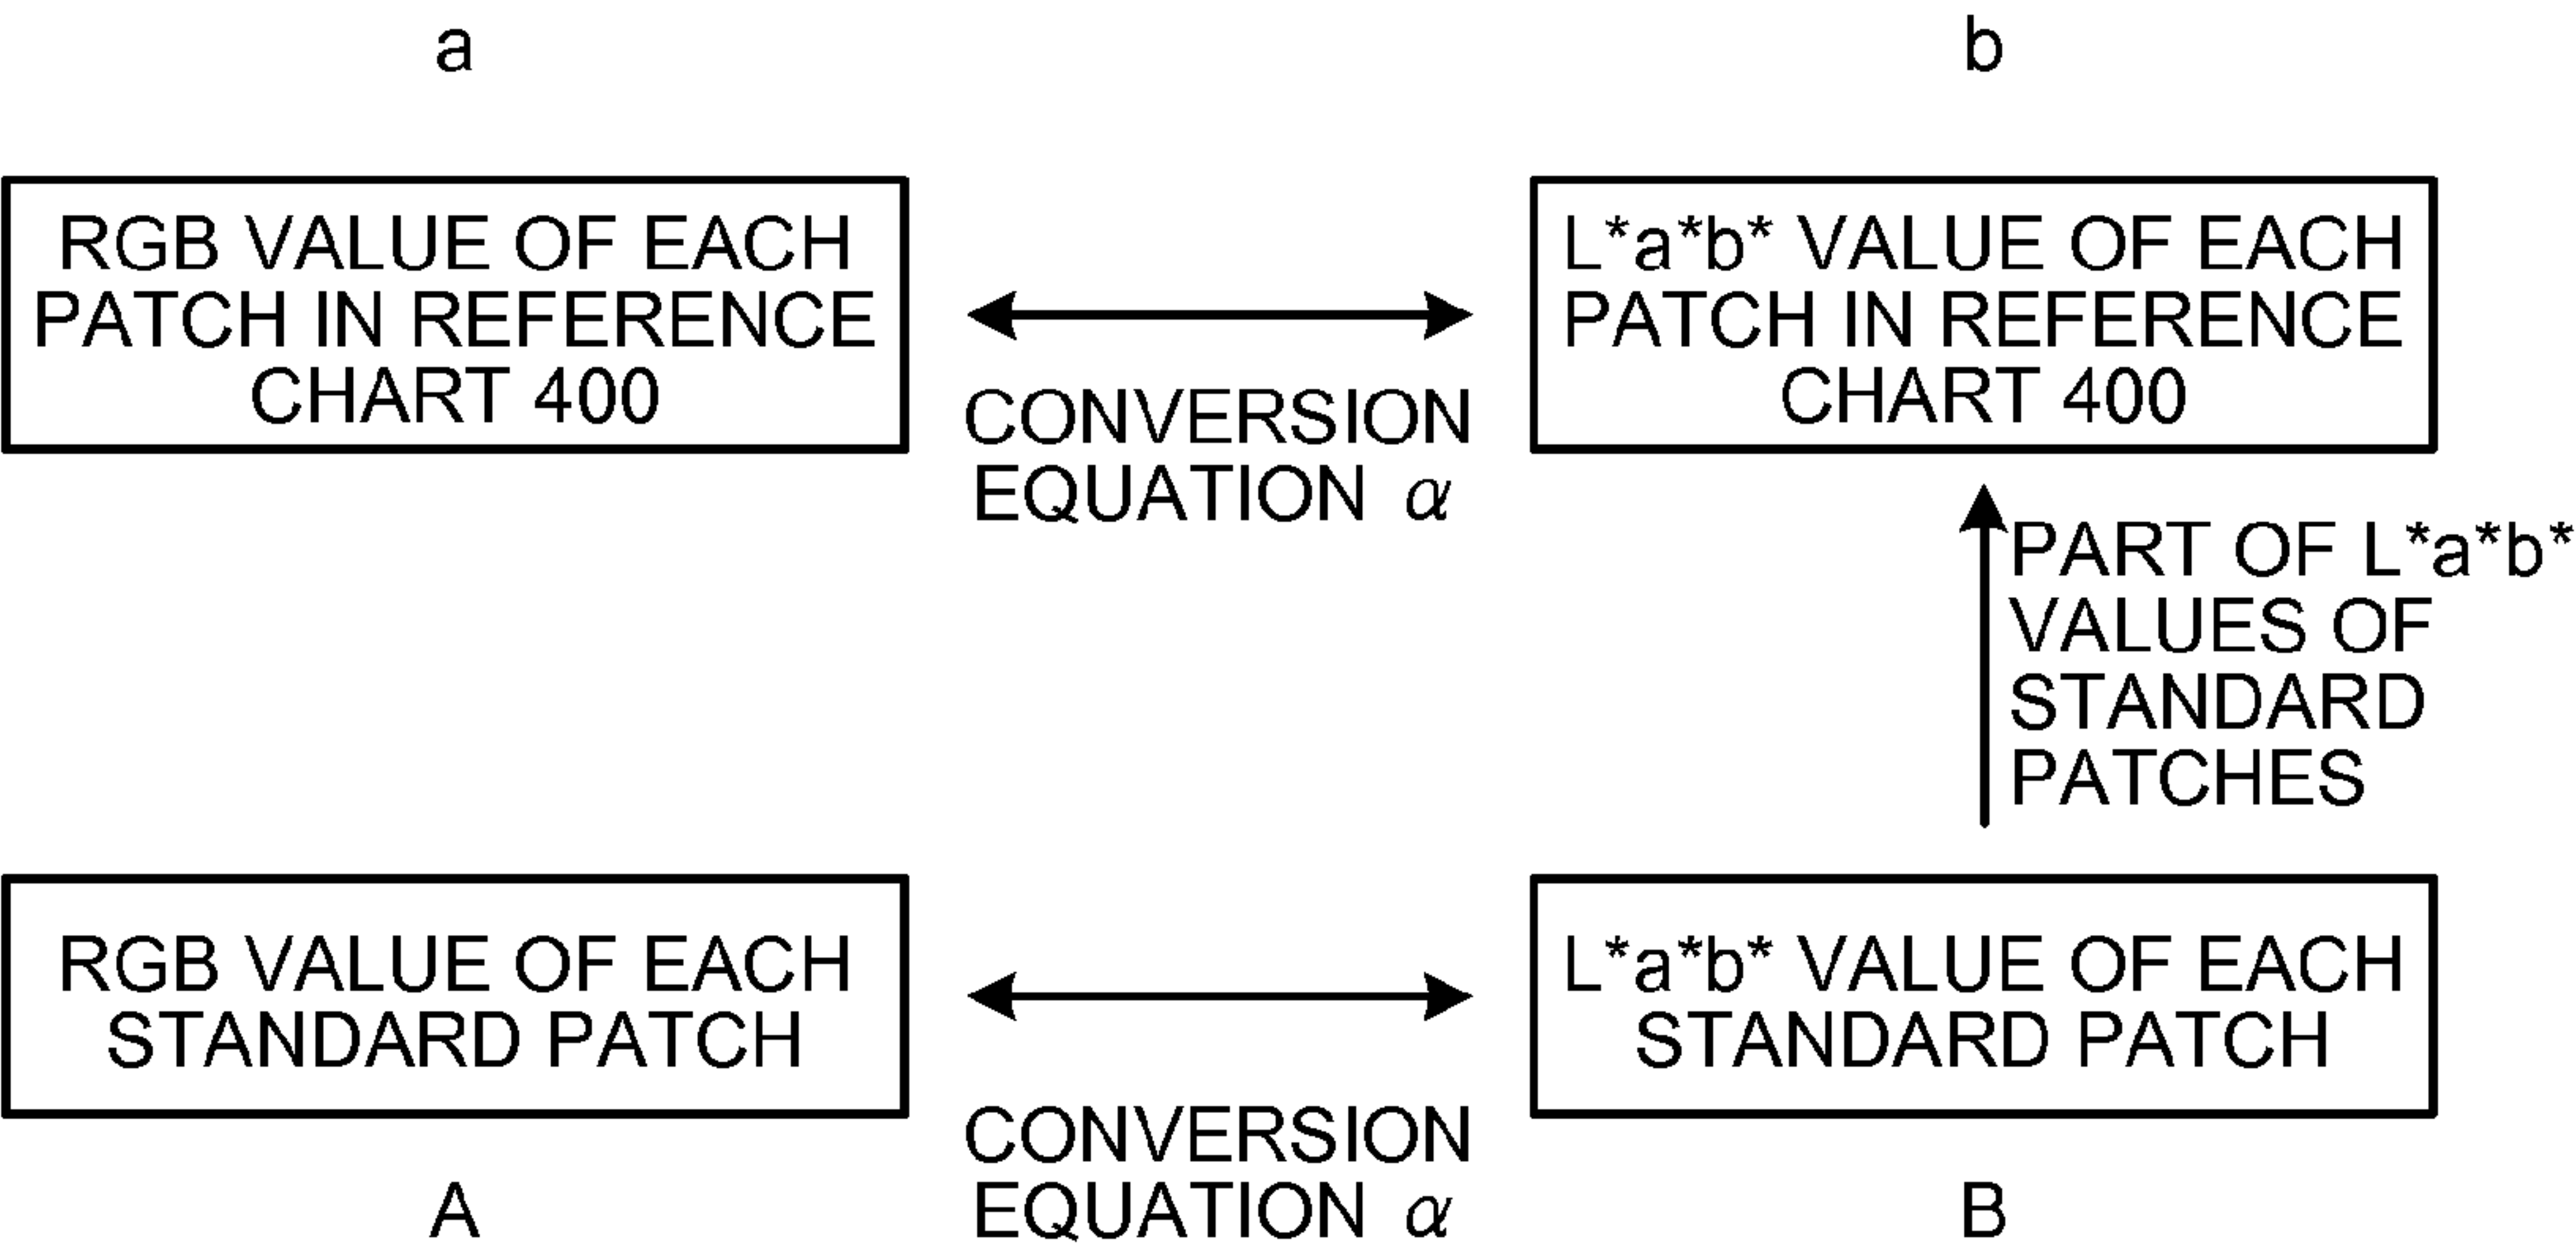 a
b
RGB VALUE OF EACH
PATCH IN REFERENCE
CHART 400
CONVERSION
EQUATION α
L*a*b* VALUE OF EACH
PATCH IN REFERENCE
CHART 400
PART OF L*a*b*
VALUES OF
STANDARD
PATCHES
RGB VALUE OF EACH
STANDARD PATCH
CONVERSION
EQUATION α
L*a*b* VALUE OF EACH
STANDARD PATCH
A
B